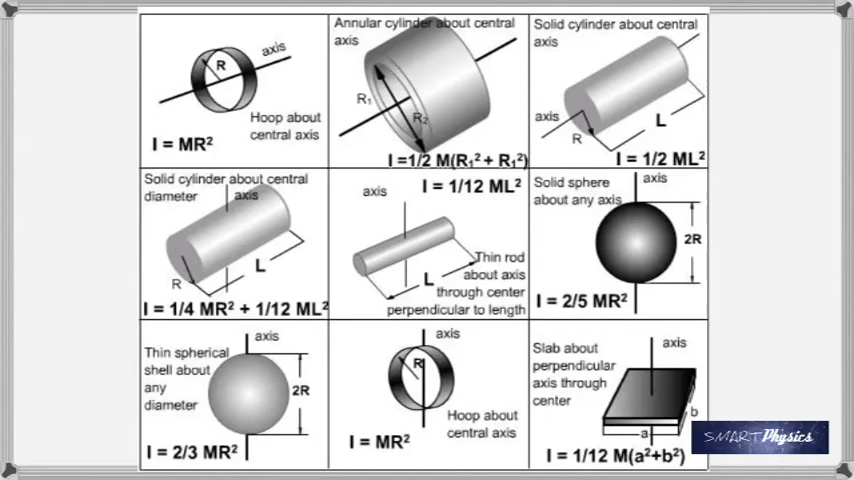 axis
R
Hoop about
central axis
I = MR²
Annular cylinder about central
axis
R₁
R₂
I =1/2 M(R₁² + R₁²)
Solid cylinder about central
axis
axis
R
L
I = 1/2 ML²
Solid cylinder about central
diameter
axis
R
L
I = 1/4 MR² + 1/12 ML²
I = 1/12 ML²
axis
L
Thin rod
about axis
through center
perpendicular to length
Solid sphere
about any axis
axis
2R
I = 2/5 MR²
Thin spherical
shell about
any
diameter
axis
2R
I = 2/3 MR²
axis
R
Hoop about
central axis
I = MR²
Slab about
perpendicular
axis through
center
axis
b
a
I = 1/12 M(a²+b²)
SMART Physics